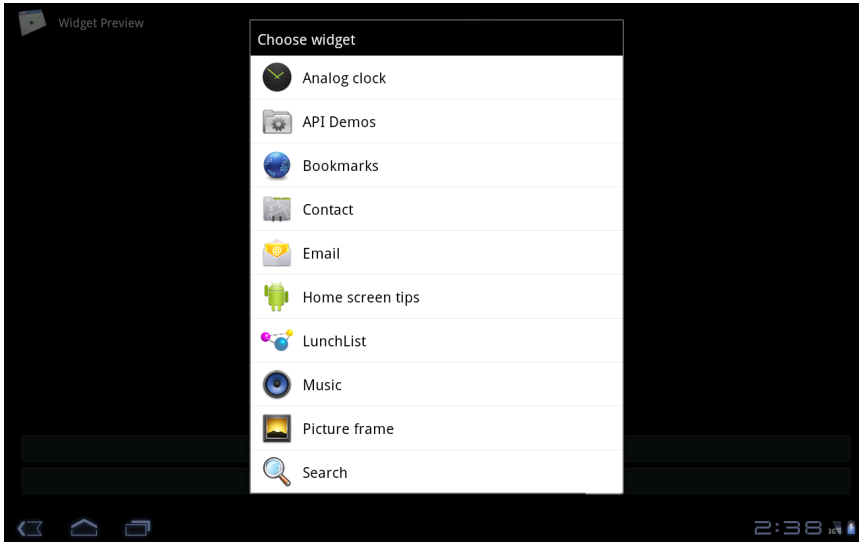 Widget Preview
Choose widget
Analog clock
API Demos
Bookmarks
Contact
Email
Home screen tips
LunchList
Music
Picture frame
Search
2:38 3G